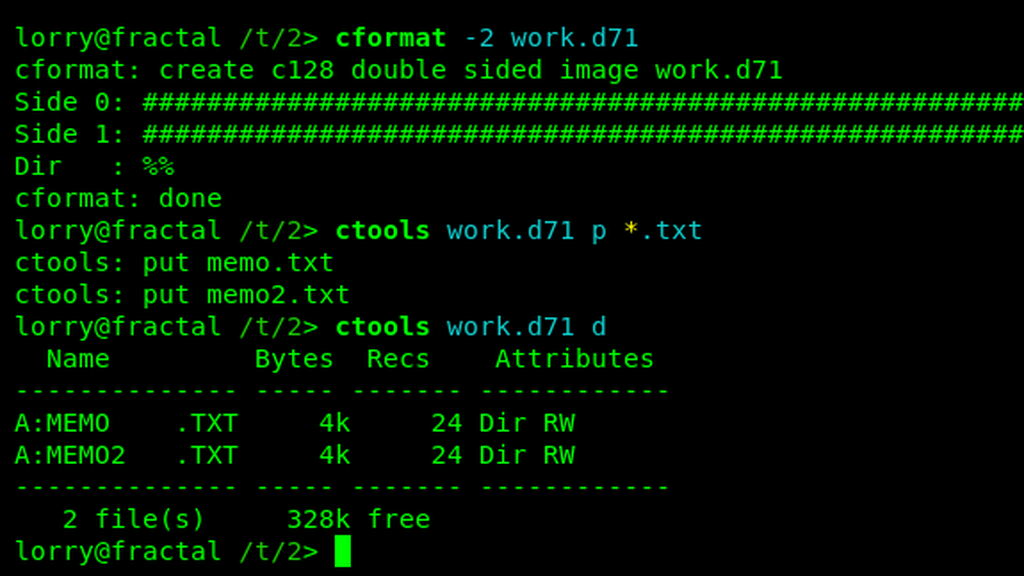 lorry@fractal /t/2> cformat -2 work.d71
cformat: create c128 double sided image work.d71
Side 0: #######################################################
Side 1: #######################################################
Dir   : %%
cformat: done
lorry@fractal /t/2> ctools work.d71 p *.txt
ctools: put memo.txt
ctools: put memo2.txt
lorry@fractal /t/2> ctools work.d71 d
  Name         Bytes  Recs    Attributes
-------------- ----- ------- ------------
A:MEMO    .TXT     4k     24 Dir RW
A:MEMO2   .TXT     4k     24 Dir RW
-------------- ----- ------- ------------
   2 file(s)     328k free
lorry@fractal /t/2>